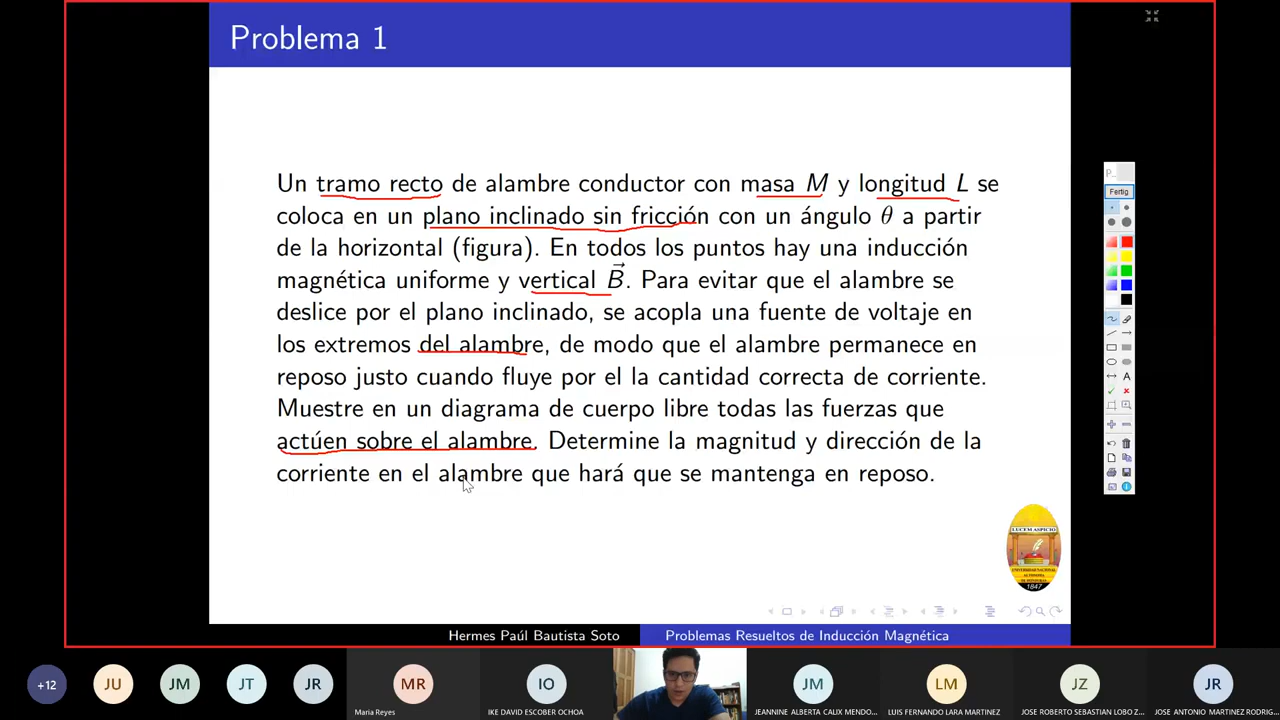 Problema 1
Un tramo recto de alambre conductor con masa M y longitud L se
coloca en un plano inclinado sin fricción con un ángulo θ a partir
de la horizontal (figura). En todos los puntos hay una inducción
magnética uniforme y vertical B⃗. Para evitar que el alambre se
deslice por el plano inclinado, se acopla una fuente de voltaje en
los extremos del alambre, de modo que el alambre permanece en
reposo justo cuando fluye por el la cantidad correcta de corriente.
Muestre en un diagrama de cuerpo libre todas las fuerzas que
actúen sobre el alambre. Determine la magnitud y dirección de la
corriente en el alambre que hará que se mantenga en reposo.
P...
Fertig
A
LUCEM ASPICIO
UNIVERSIDAD NACIONAL
AUTONOMA
DE HONDURAS
1847
Hermes Paúl Bautista Soto
Problemas Resueltos de Inducción Magnética
+12
JU
JM
JT
JR
MR
IO
JM
LM
JZ
JR
Maria Reyes
IKE DAVID ESCOBER OCHOA
JEANNINE ALBERTA CALIX MENDO...
LUIS FERNANDO LARA MARTINEZ
JOSE ROBERTO SEBASTIAN LOBO Z...
JOSE ANTONIO MARTINEZ RODRIG...